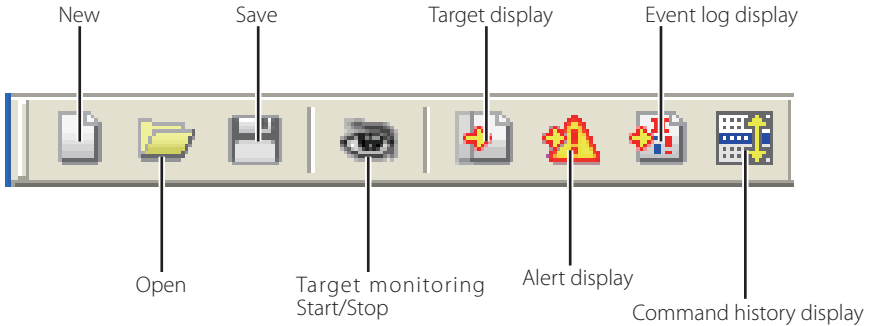 New
Save
Target display
Event log display
Open
Target monitoring
Start/Stop
Alert display
Command history display